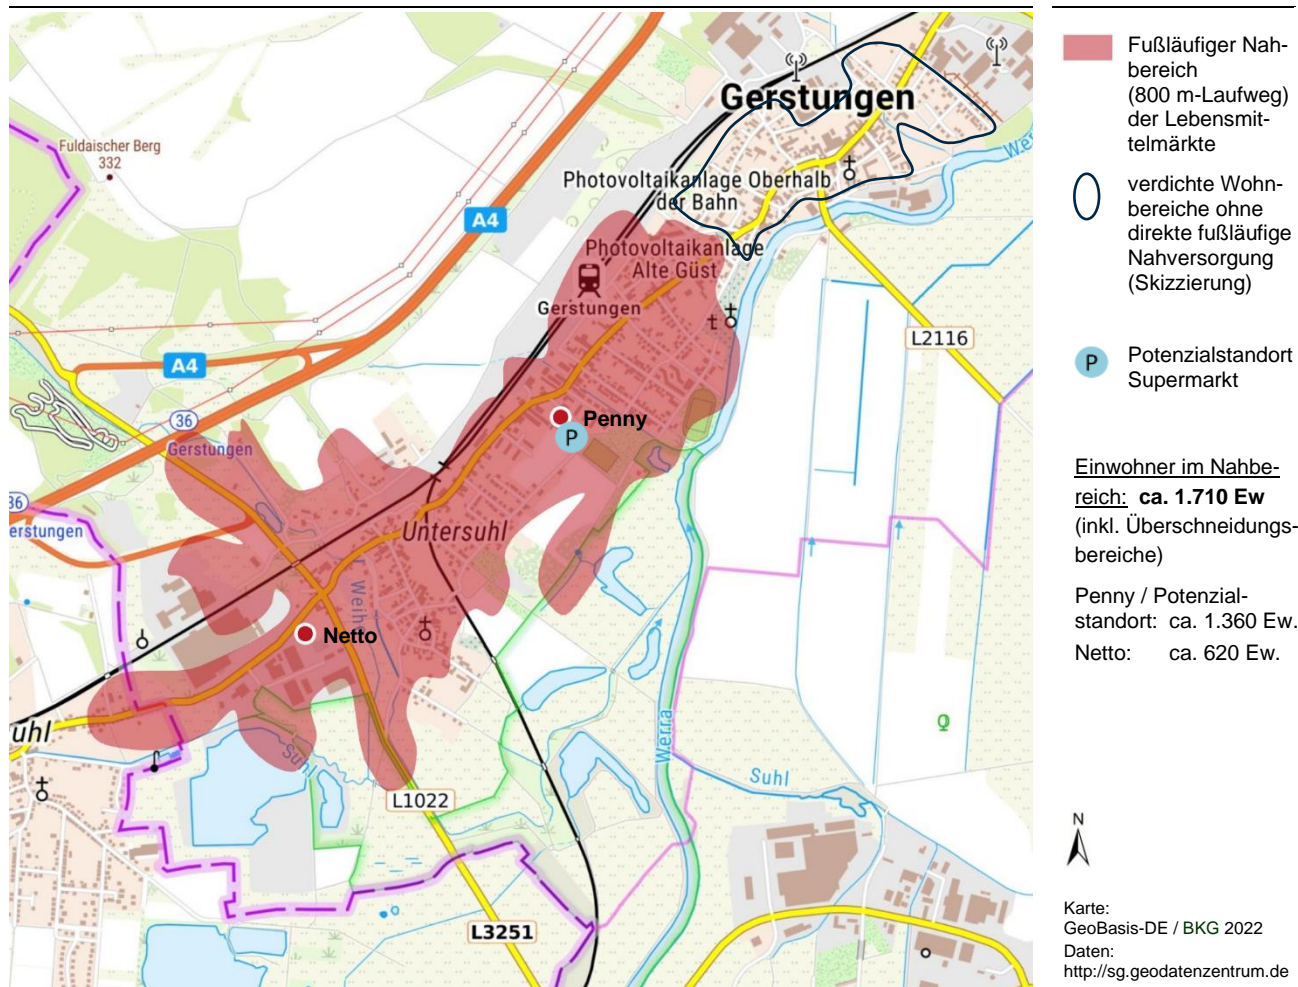 Gerstungen
Fuldaischer Berg
332
Photovoltaikanlage Oberhalb
der Bahn
A4
Photovoltaikanlage
Alte Güst
Gerstungen
L2116
A4
36
Gerstungen
Penny
P
36
erstungen
Untersuhl
Weihe
Netto
uhl
Suhl
L1022
Werra
Suhl
L3251
Wer
Werra
Fußläufiger Nah-
bereich
(800 m-Laufweg)
der Lebensmit-
telmärkte
verdichte Wohn-
bereiche ohne
direkte fußläufige
Nahversorgung
(Skizzierung)
P
Potenzialstandort
Supermarkt
Einwohner im Nahbe-
reich: ca. 1.710 Ew
(inkl. Überschneidungs-
bereiche)
Penny / Potenzial-
standort: ca. 1.360 Ew.
Netto: ca. 620 Ew.
N
Karte:
GeoBasis-DE / BKG 2022
Daten:
http://sg.geodatenzentrum.de